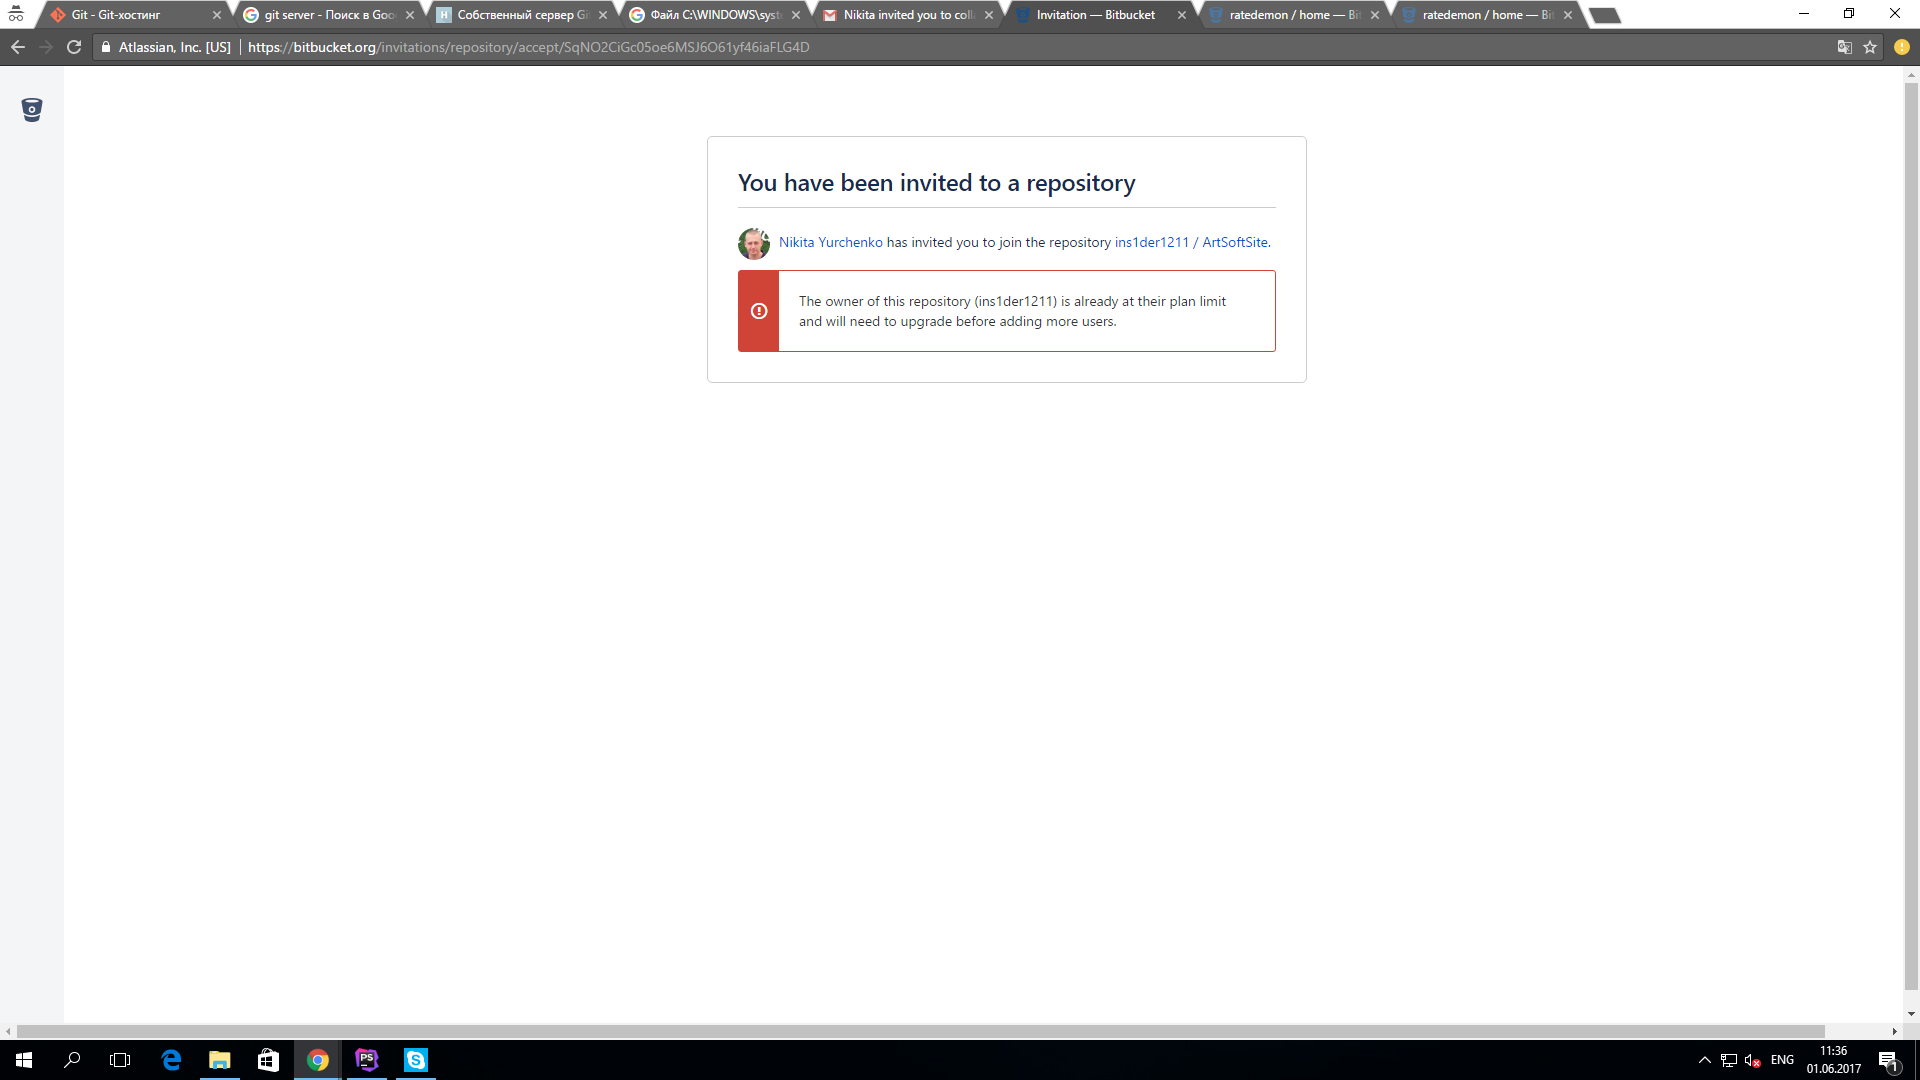 Git - Git-хостинг
git server - Поиск в Goo
Собственный сервер Gi
Файл C:\WINDOWS\syst
Nikita invited you to coll
Invitation — Bitbucket
ratedemon / home — Bi
ratedemon / home — Bi
Atlassian, Inc. [US]
https://bitbucket.org/invitations/repository/accept/SqNO2CiGc05oe6MSJ6O61yf46iaFLG4D
You have been invited to a repository
Nikita Yurchenko has invited you to join the repository ins1der1211 / ArtSoftSite.
The owner of this repository (ins1der1211) is already at their plan limit
and will need to upgrade before adding more users.
PS
ENG
11:36
01.06.2017
1